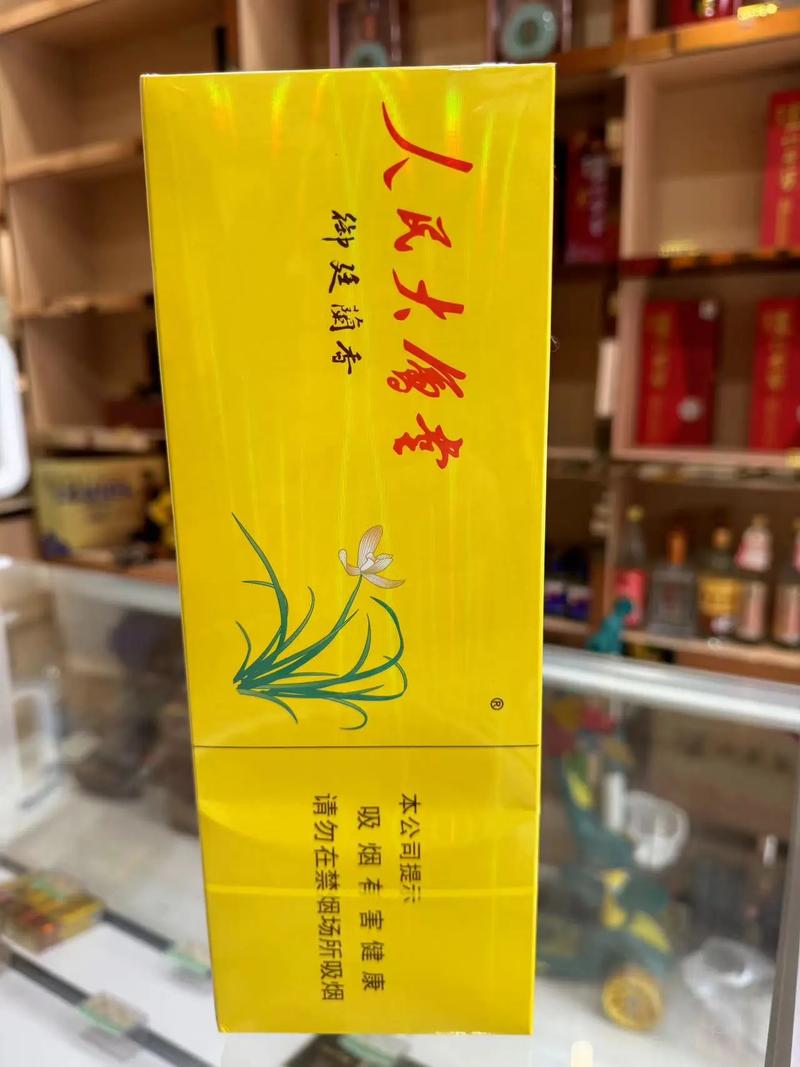 人民大會堂
御廷蘭香
®
本公司提示
吸烟有害健康
请勿在禁烟场所吸烟